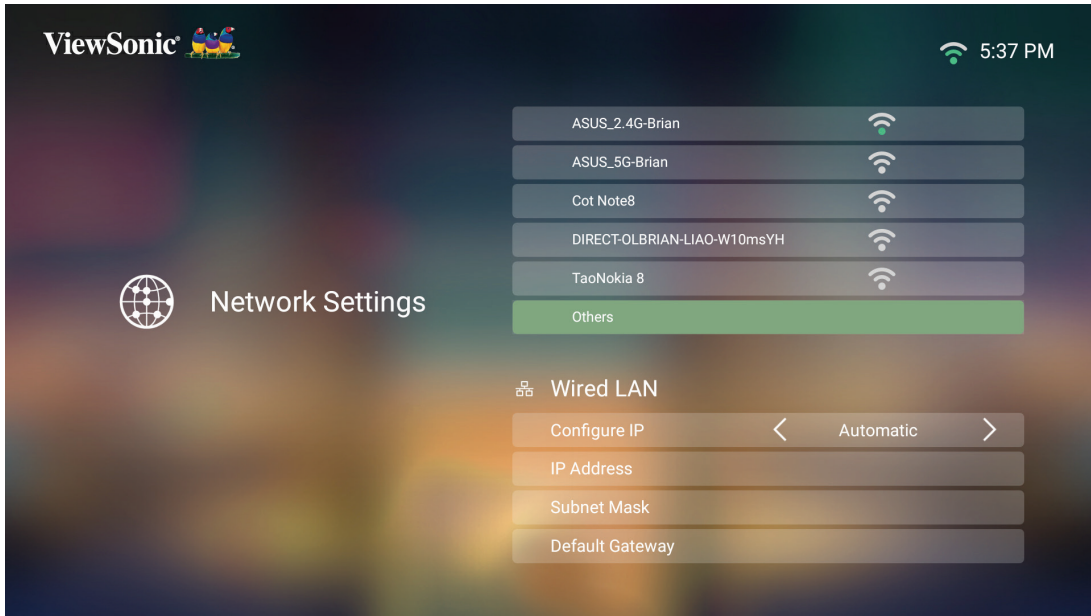 ViewSonic®
5:37 PM
ASUS_2.4G-Brian
ASUS_5G-Brian
Cot Note8
DIRECT-OLBRIAN-LIAO-W10msYH
TaoNokia 8
Network Settings
Others
Wired LAN
Configure IP < Automatic >
IP Address
Subnet Mask
Default Gateway